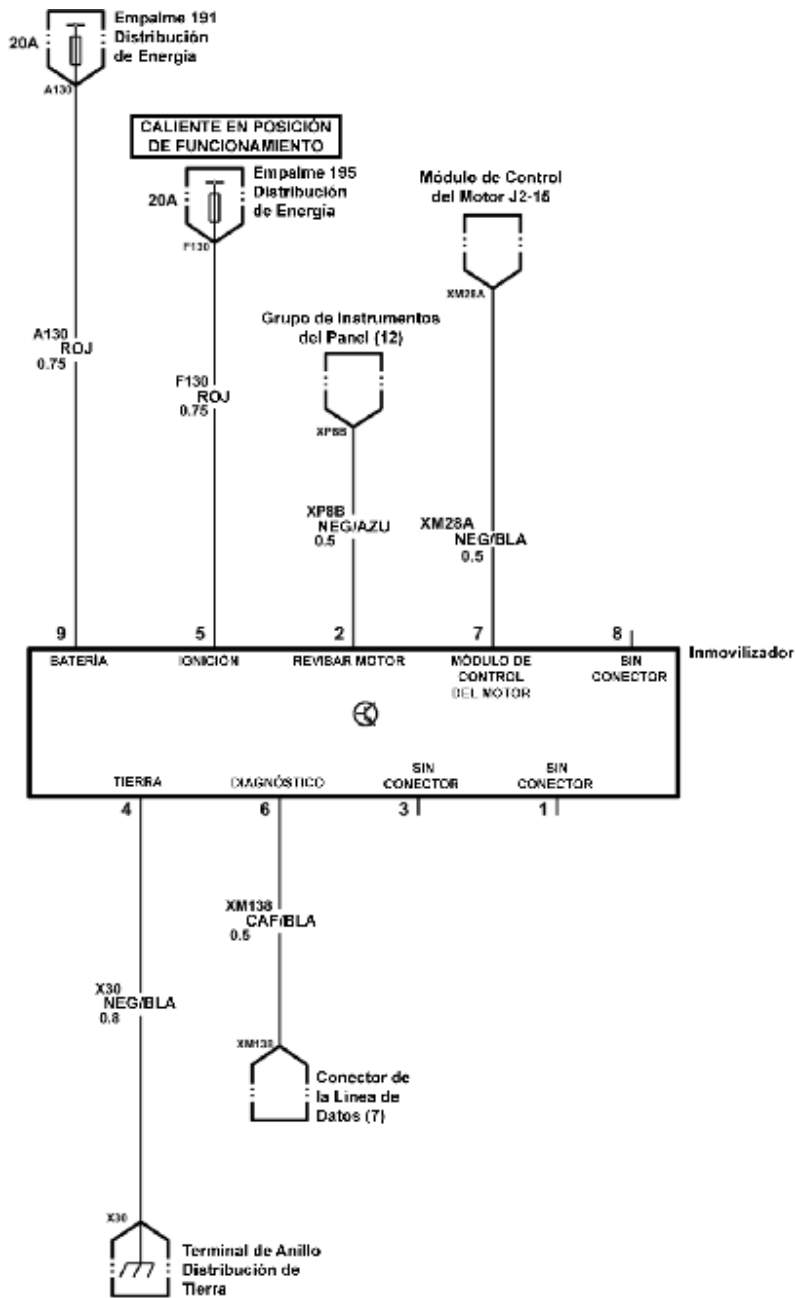 Empalme 191
Distribución
de Energía
20A
A130
CALIENTE EN POSICIÓN
DE FUNCIONAMIENTO
Empalme 195
Distribución
de Energía
20A
F130
Módulo de Control
del Motor J2-15
XM28A
Grupo de Instrumentos
del Panel (12)
XP8B
A130
ROJ
0.75
F130
ROJ
0.75
XP8B
NEG/AZU
0.5
XM28A
NEG/BLA
0.5
9
5
2
7
8
Inmovilizador
BATERÍA
IGNICIÓN
REVISAR MOTOR
MÓDULO DE
CONTROL
DEL MOTOR
SIN
CONECTOR
TIERRA
DIAGNÓSTICO
SIN
CONECTOR
SIN
CONECTOR
4
6
3
1
XM138
CAF/BLA
0.5
X30
NEG/BLA
0.8
XM138
Conector de
la Linea de
Datos (7)
X30
Terminal de Anillo
Distribución de
Tierra